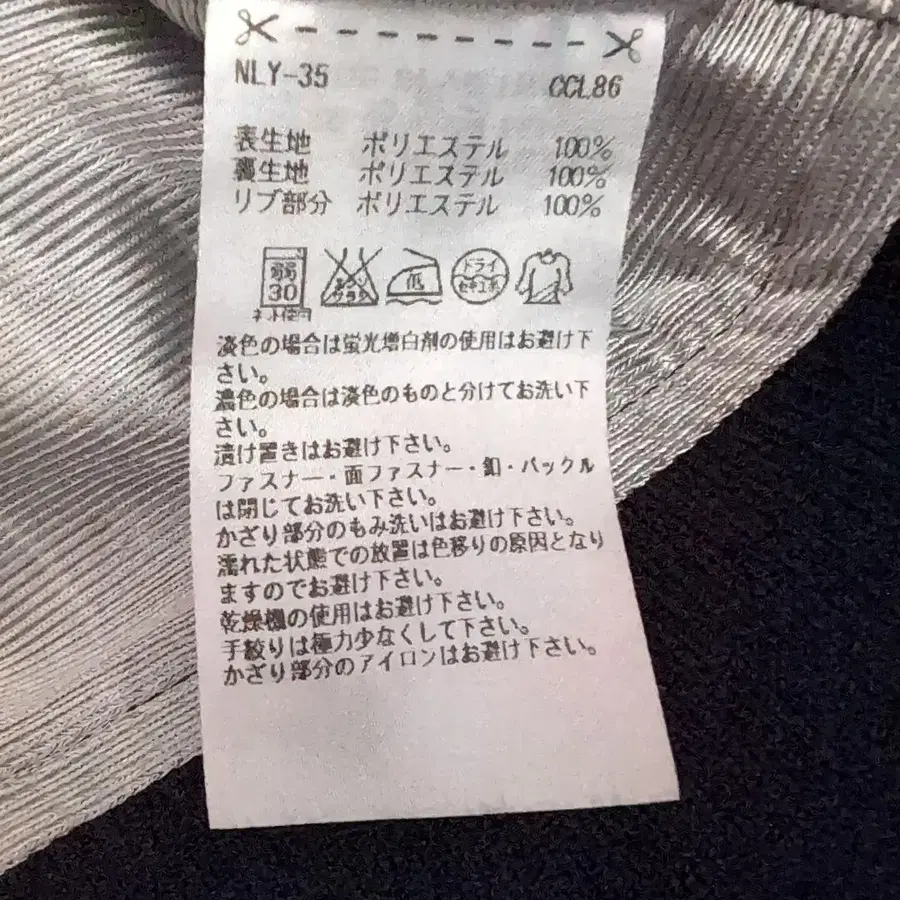 NLY-35 CCL86
表生地 ポリエステル 100%
裏生地 ポリエステル 100%
リブ部分 ポリエステル 100%
弱 30 エンソサラシ 低 ドライ セキユ系
ネット使用
淡色の場合は蛍光増白剤の使用はお避け下
さい。
濃色の場合は淡色のものと分けてお洗い下
さい。
漬け置きはお避け下さい。
ファスナー・面ファスナー・釦・バックル
は閉じてお洗い下さい。
かざり部分のもみ洗いはお避け下さい。
濡れた状態での放置は色移りの原因となり
ますのでお避け下さい。
乾燥機の使用はお避け下さい。
手絞りは極力少なくして下さい。
かざり部分のアイロンはお避け下さい。